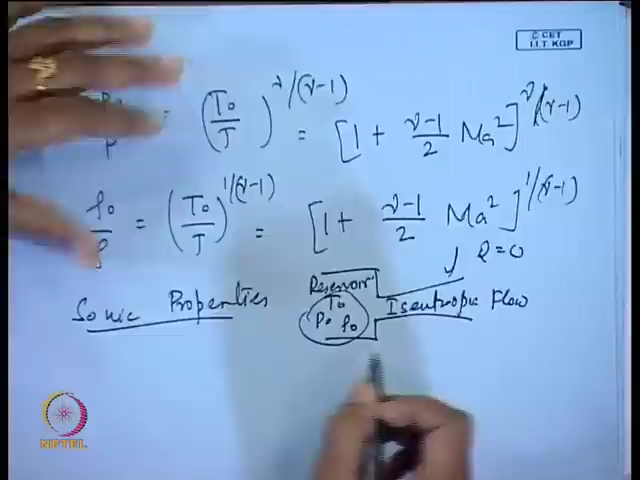 © CET
I.I.T. KGP
= (T₀/T)^γ/(γ-1) = [1 + γ-1/2 Ma²]^γ/(γ-1)
ρ₀/ρ = (T₀/T)^1/(γ-1) = [1 + γ-1/2 Ma²]^1/(γ-1)
Q = 0
Sonic Properties
Reservoir
T₀
P₀ ρ₀
Isentropic Flow
NPTEL